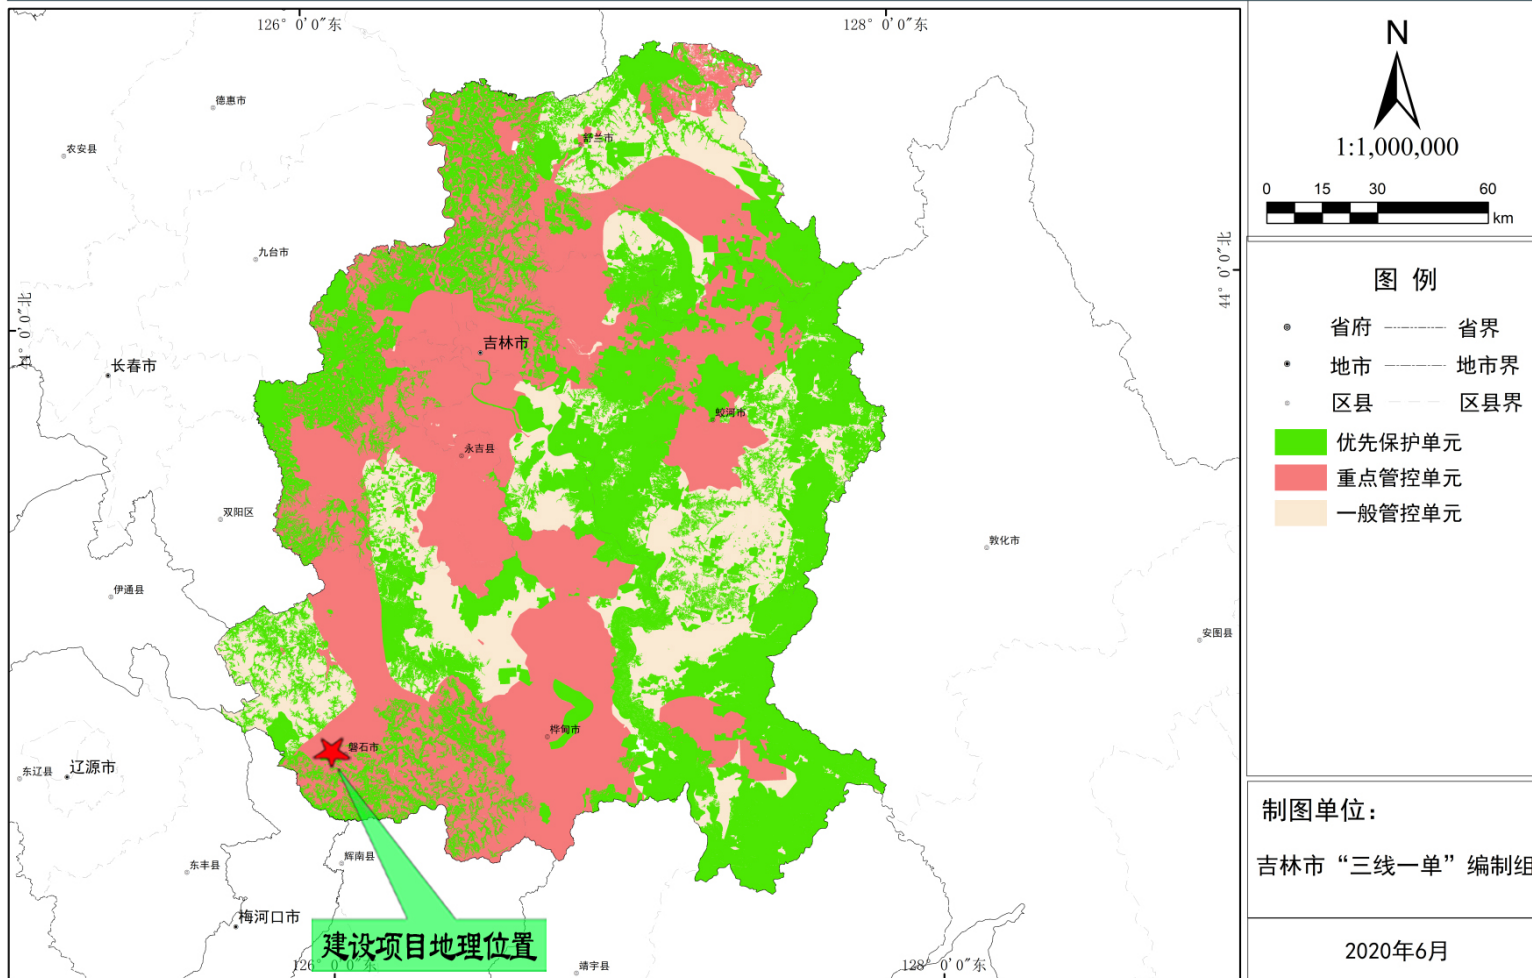 126° 0′0″东
128° 0′0″东
N
1:1,000,000
0 15 30 60
km
德惠市
农安县
舒兰市
九台市
44° 0′0″北
吉林市
长春市
蛟河市
永吉县
双阳区
敦化市
伊通县
安图县
桦甸市
磐石市
东辽县
辽源市
辉南县
东丰县
梅河口市
建设项目地理位置
126° 0′0″东
128° 0′0″东
靖宇县
图 例
省府 省界
地市 地市界
区县 区县界
优先保护单元
重点管控单元
一般管控单元
制图单位：
吉林市“三线一单”编制组
2020年6月